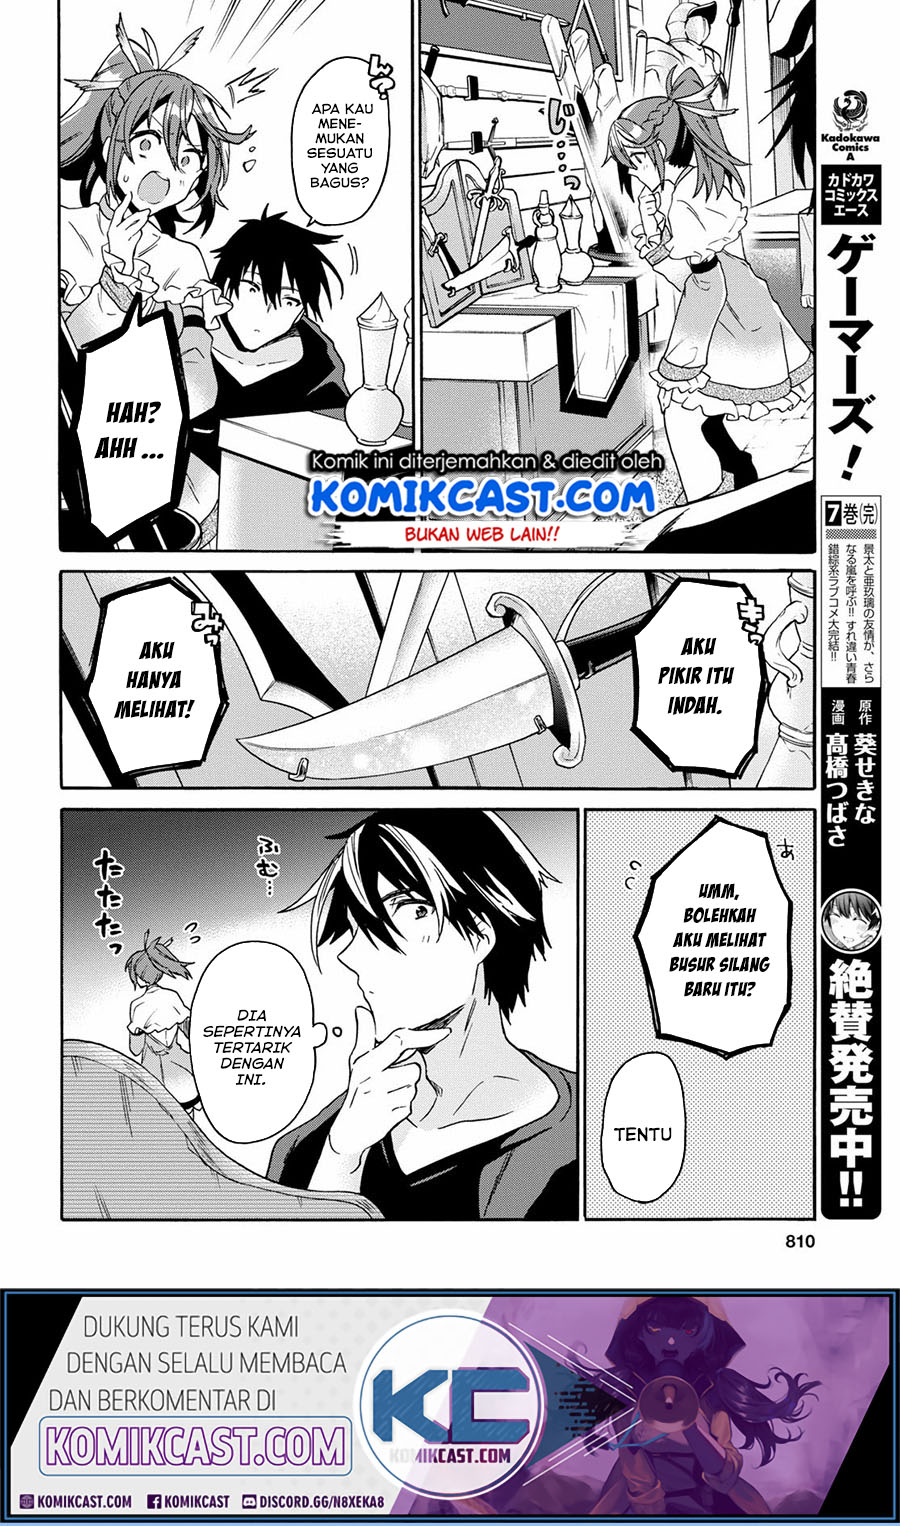 じーっ…
APA KAU
MENE-
MUKAN
SESUATU
YANG
BAGUS?
ん?
HAH?
AHH ...
Komik ini diterjemahkan & diedit oleh
KOMIKCAST.COM
BUKAN WEB LAIN!!
AKU
PIKIR ITU
INDAH.
AKU
HANYA
MELIHAT!
あ
UMM,
BOLEHKAH
AKU MELIHAT
BUSUR SILANG
BARU ITU?
TENTU
ふむ…
DIA
SEPERTINYA
TERTARIK
DENGAN
INI.
たたたたっ
Kadokawa
Comics
A
カドカワ
コミックス
エース
ゲーマーズ!
7巻(完)
景太と亜玖璃の友情が、さら
なる嵐を呼ぶ!! すれ違い青春
錯綜系ラブコメ大完結!!
原作 葵せきな
漫画 髙橋つばさ
絶賛発売中!!
810
DUKUNG TERUS KAMI
DENGAN SELALU MEMBACA
DAN BERKOMENTAR DI
KOMIKCAST.COM
KC
KOMIKCAST.COM
KOMIKCAST.COM
KOMIKCAST
DISCORD.GG/N8XEKA8